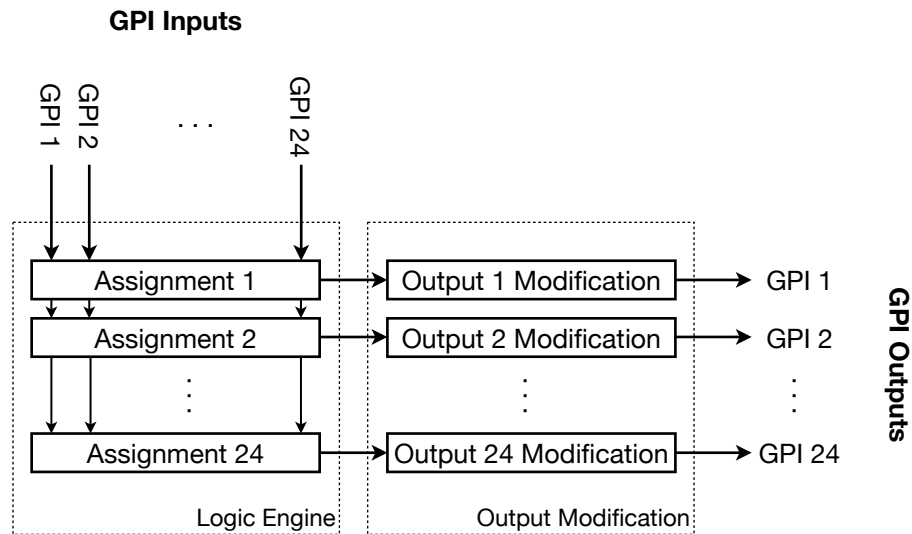 GPI Inputs
GPI 1
GPI 2
. . .
GPI 24
Assignment 1
Output 1 Modification
GPI 1
Assignment 2
Output 2 Modification
GPI 2
. . .
. . .
. . .
Assignment 24
Output 24 Modification
GPI 24
GPI Outputs
Logic Engine
Output Modification